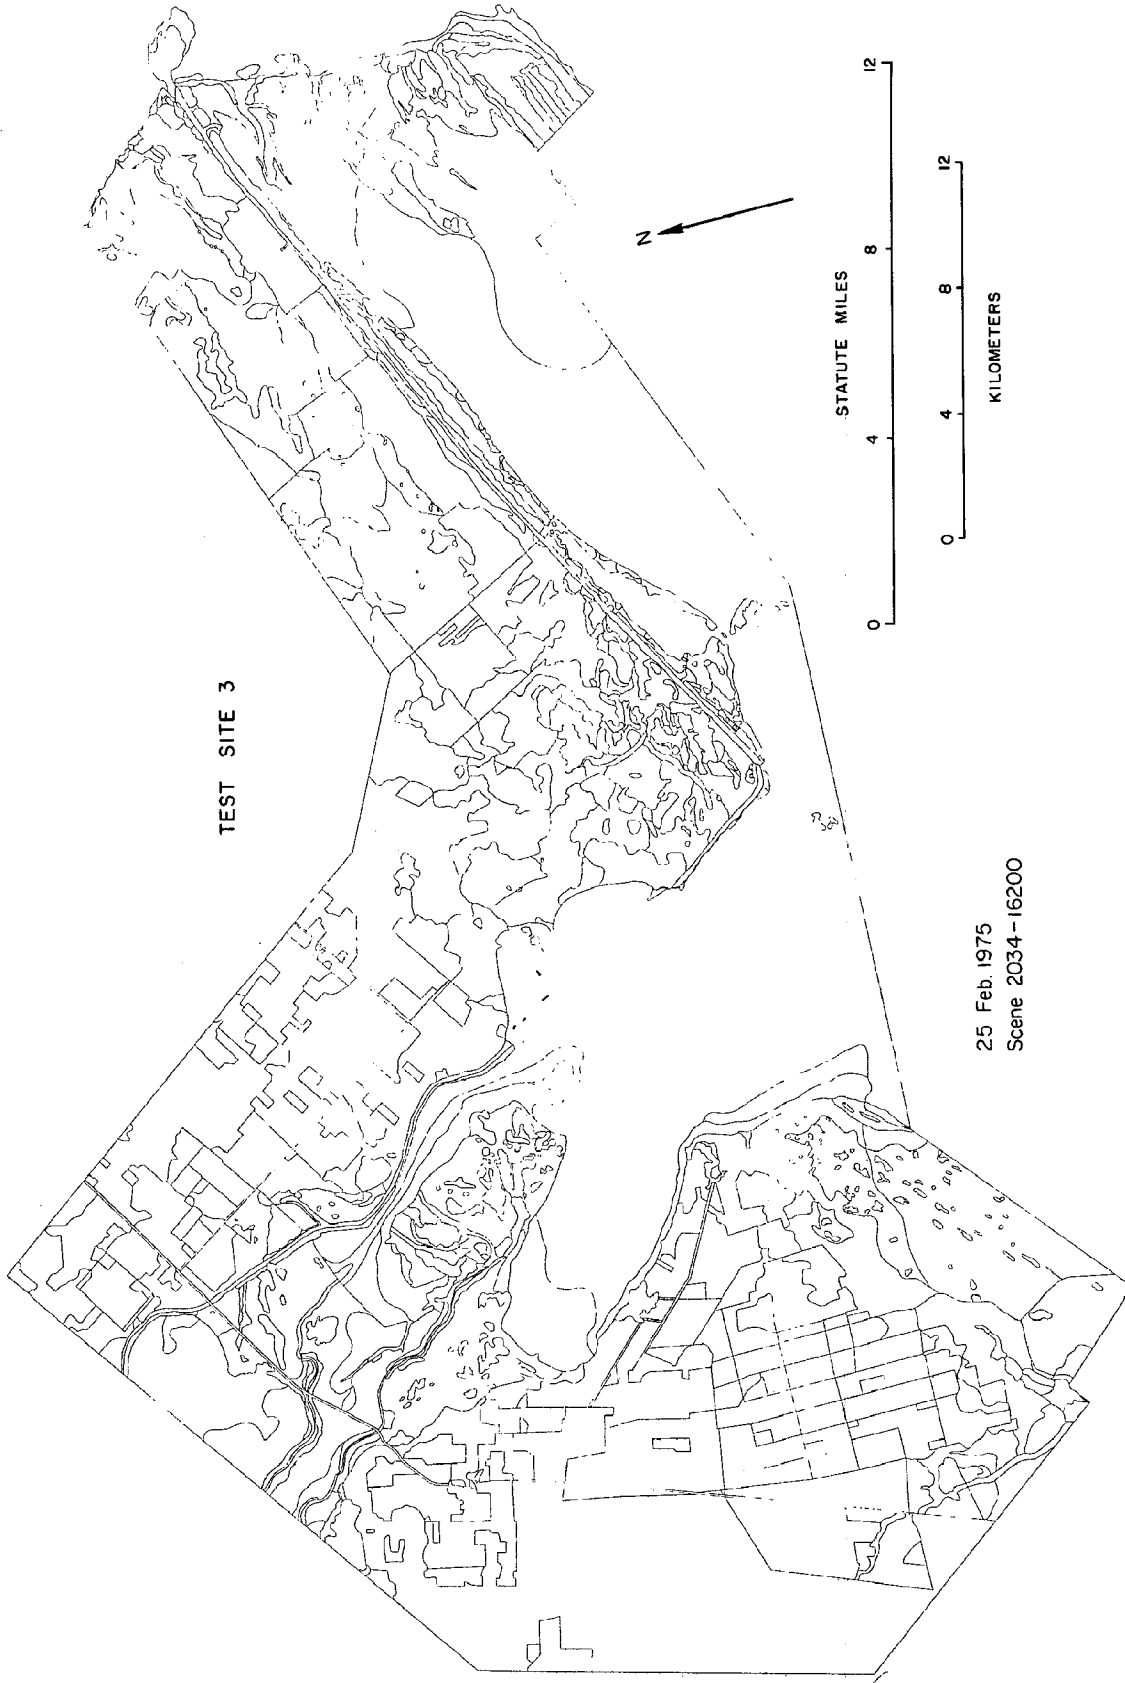 TEST SITE 3
N
STATUTE MILES
0 4 8 12
0 4 8 12
KILOMETERS
25 Feb. 1975
Scene 2034-16200